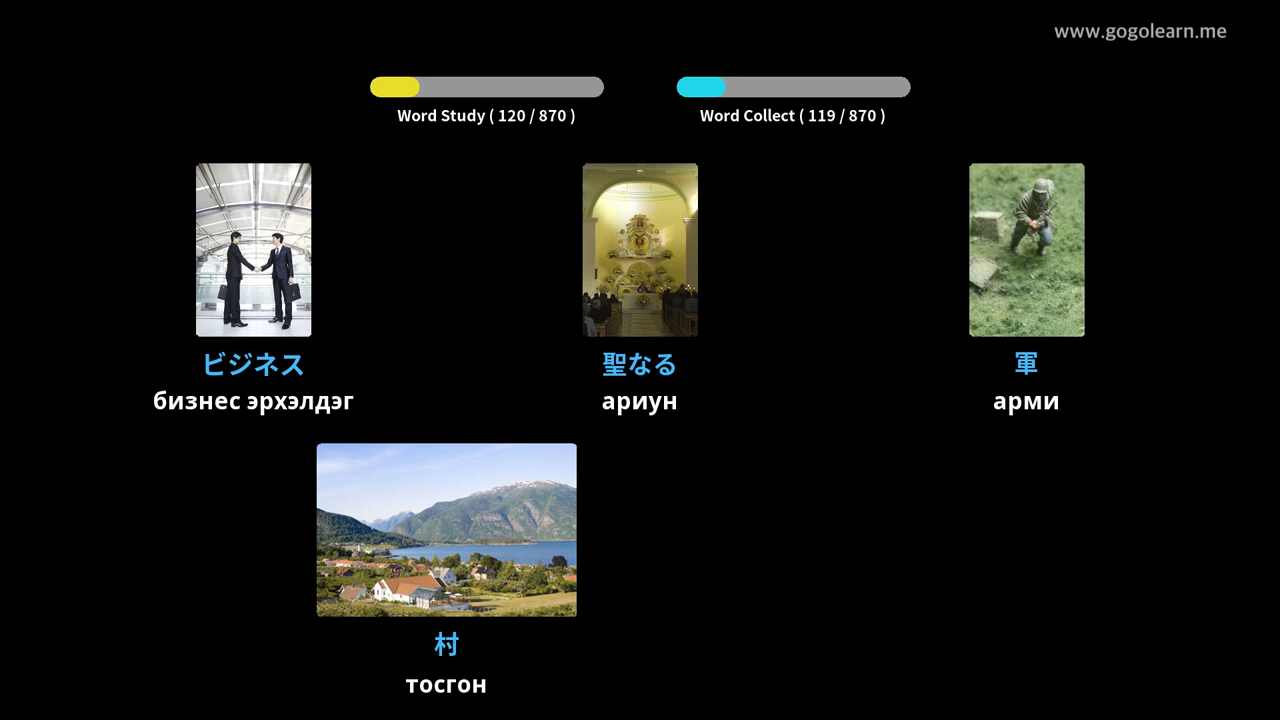 www.gogolearn.me
Word Study ( 120 / 870 )
Word Collect ( 119 / 870 )
ビジネス
бизнес эрхэлдэг
聖なる
ариун
軍
арми
村
тосгон